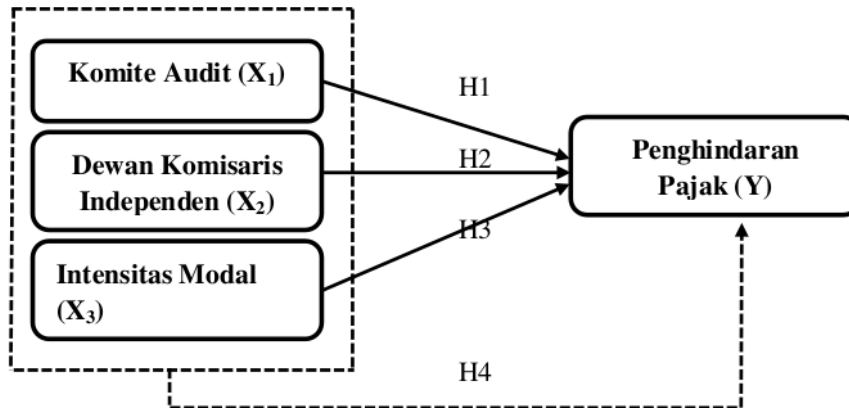 Komite Audit (X₁)
H1
Dewan Komisaris
Independen (X₂)
H2
Penghindaran
Pajak (Y)
Intensitas Modal
(X₃)
H3
H4